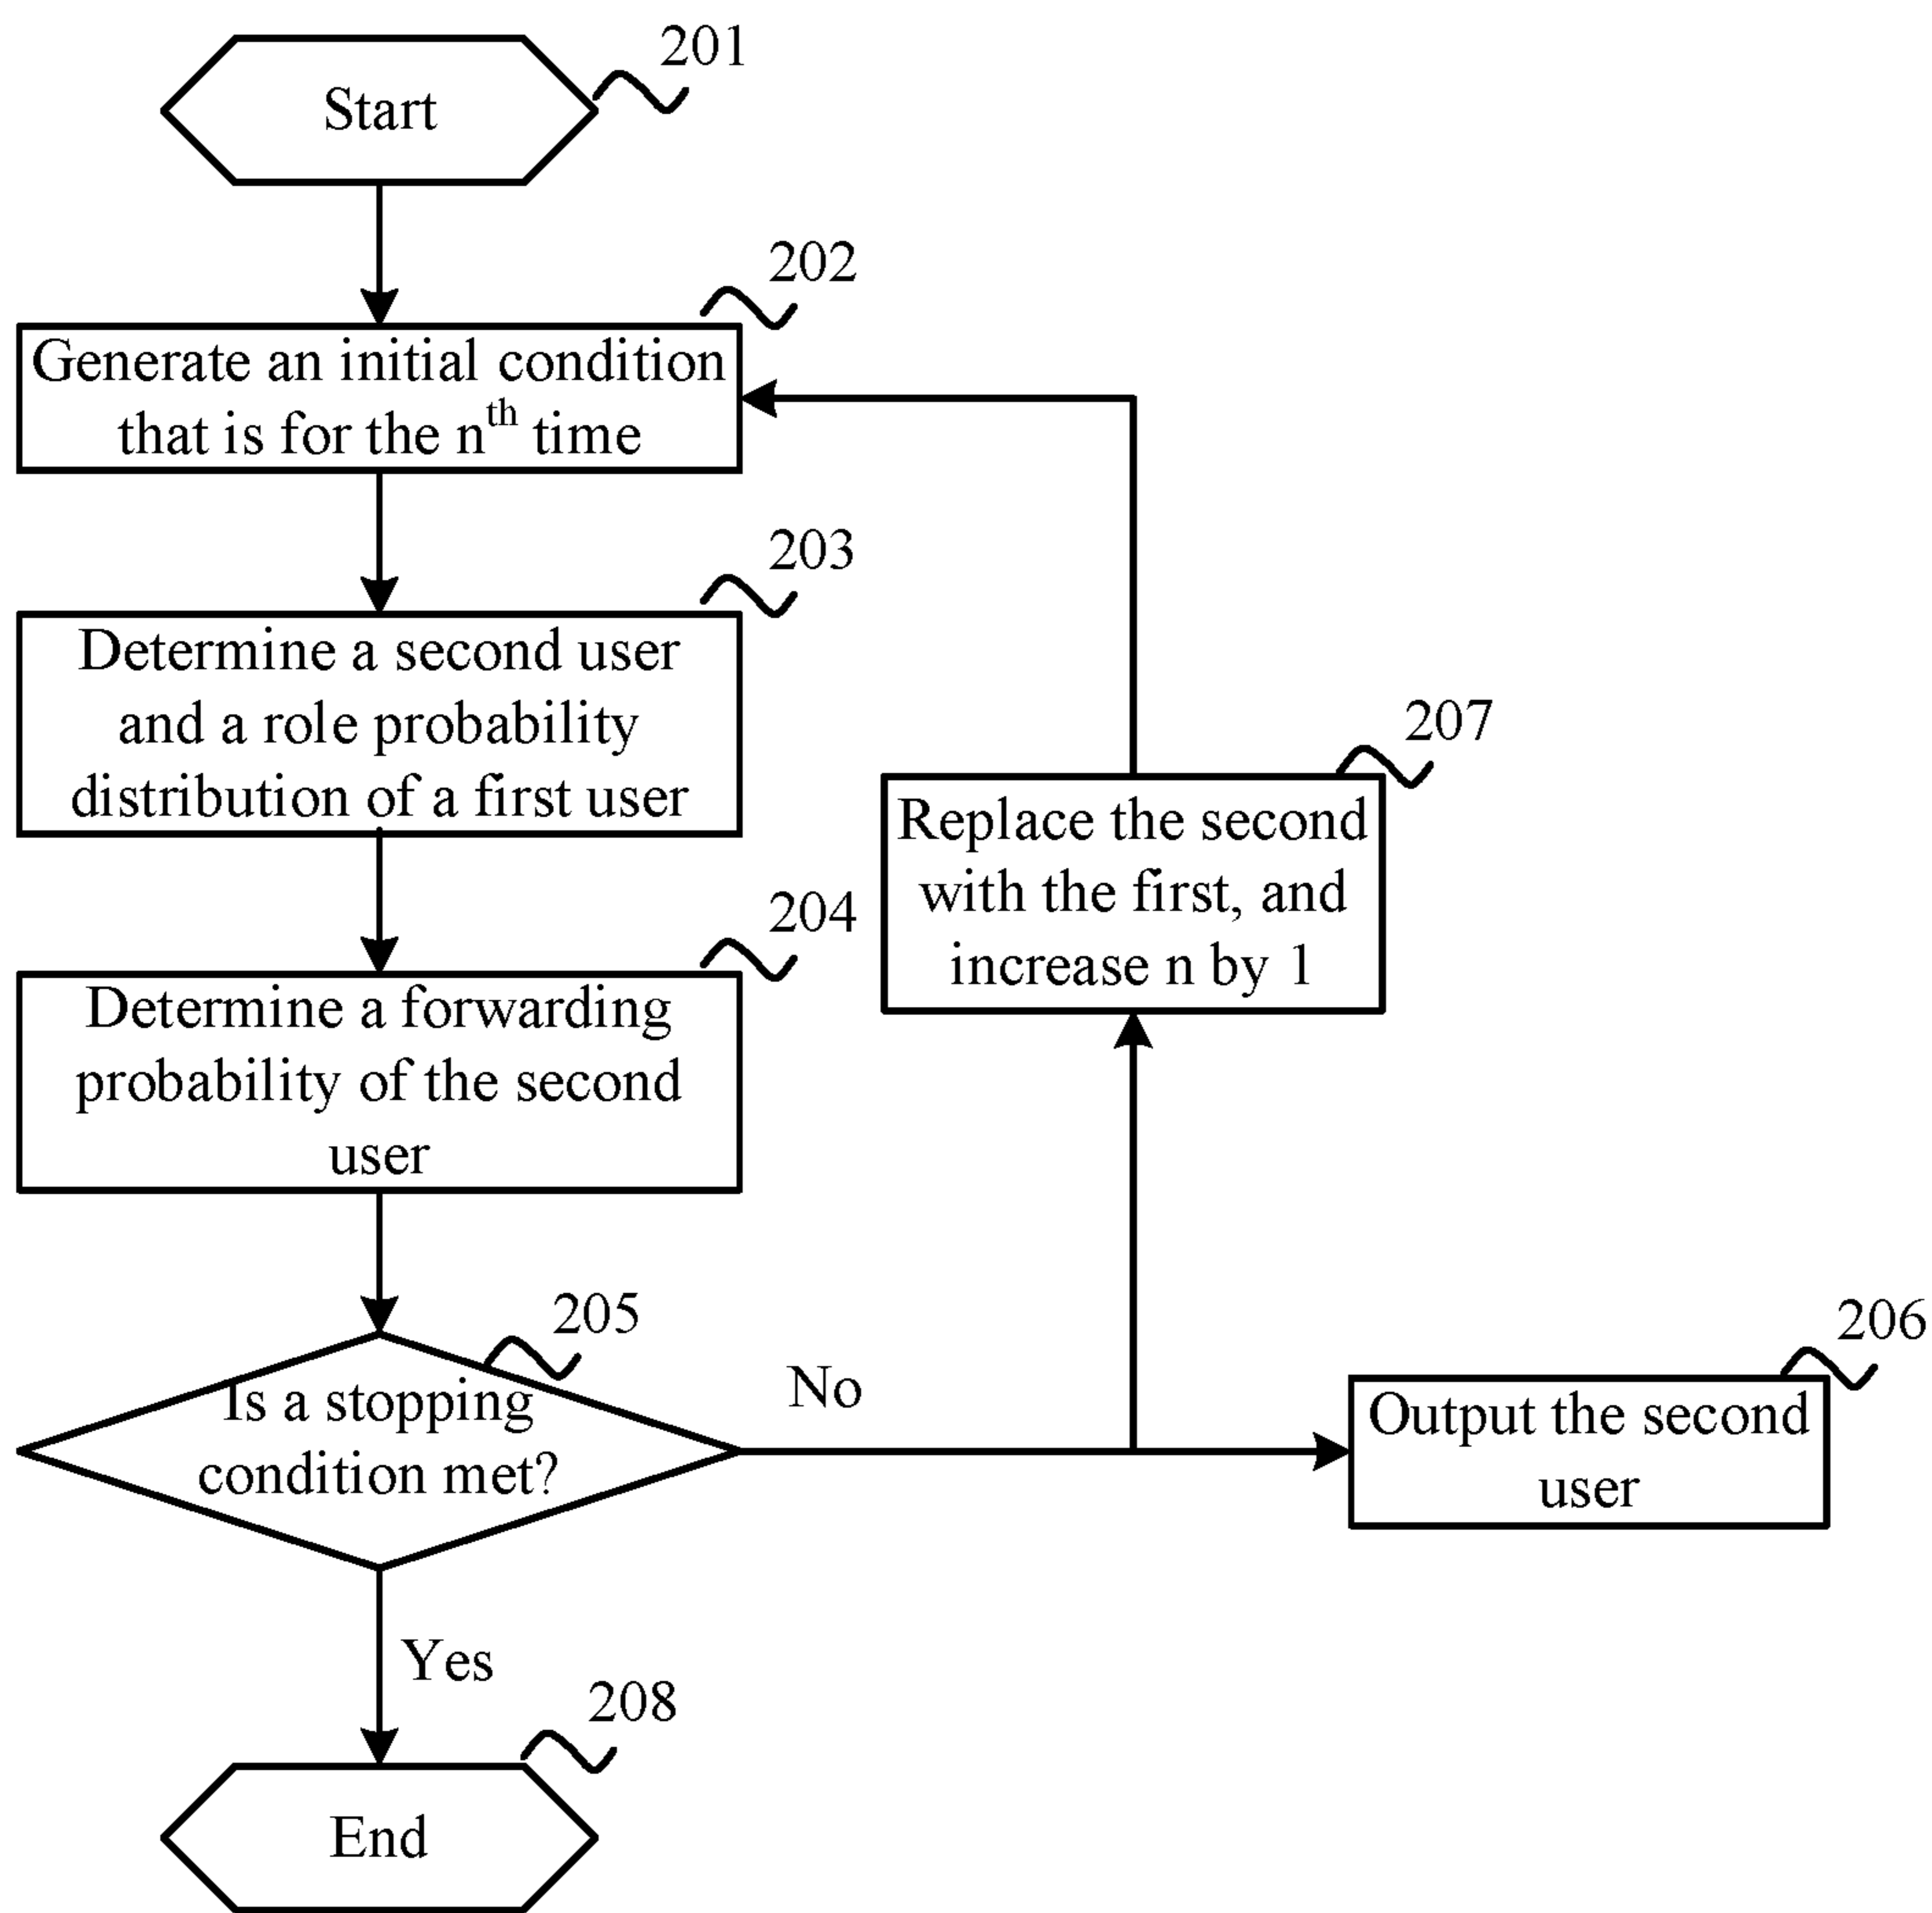 201
Start
202
Generate an initial condition
that is for the nth time
203
Determine a second user
and a role probability
distribution of a first user
207
Replace the second
with the first, and
increase n by 1
204
Determine a forwarding
probability of the second
user
205
Is a stopping
condition met?
No
206
Output the second
user
Yes
208
End